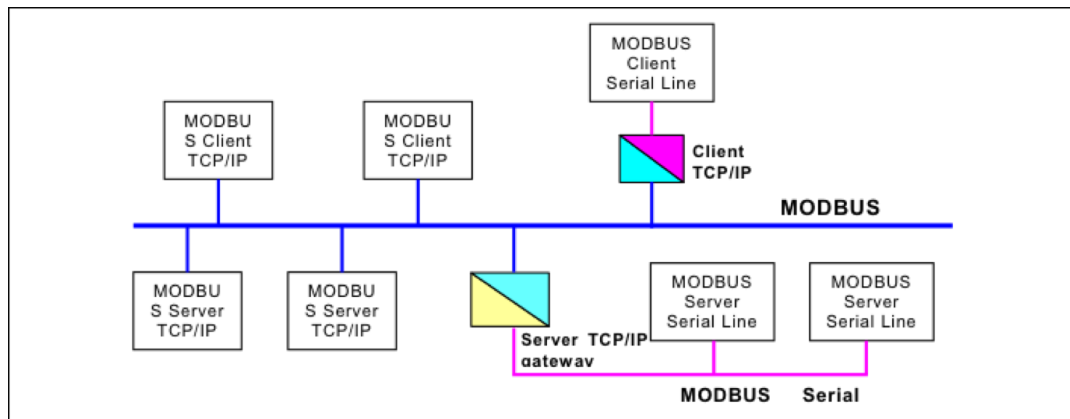 MODBUS
Client
Serial Line
MODBU
S Client
TCP/IP
MODBU
S Client
TCP/IP
Client
TCP/IP
MODBUS
MODBU
S Server
TCP/IP
MODBU
S Server
TCP/IP
Server TCP/IP
gateway
MODBUS
Server
Serial Line
MODBUS
Server
Serial Line
MODBUS Serial